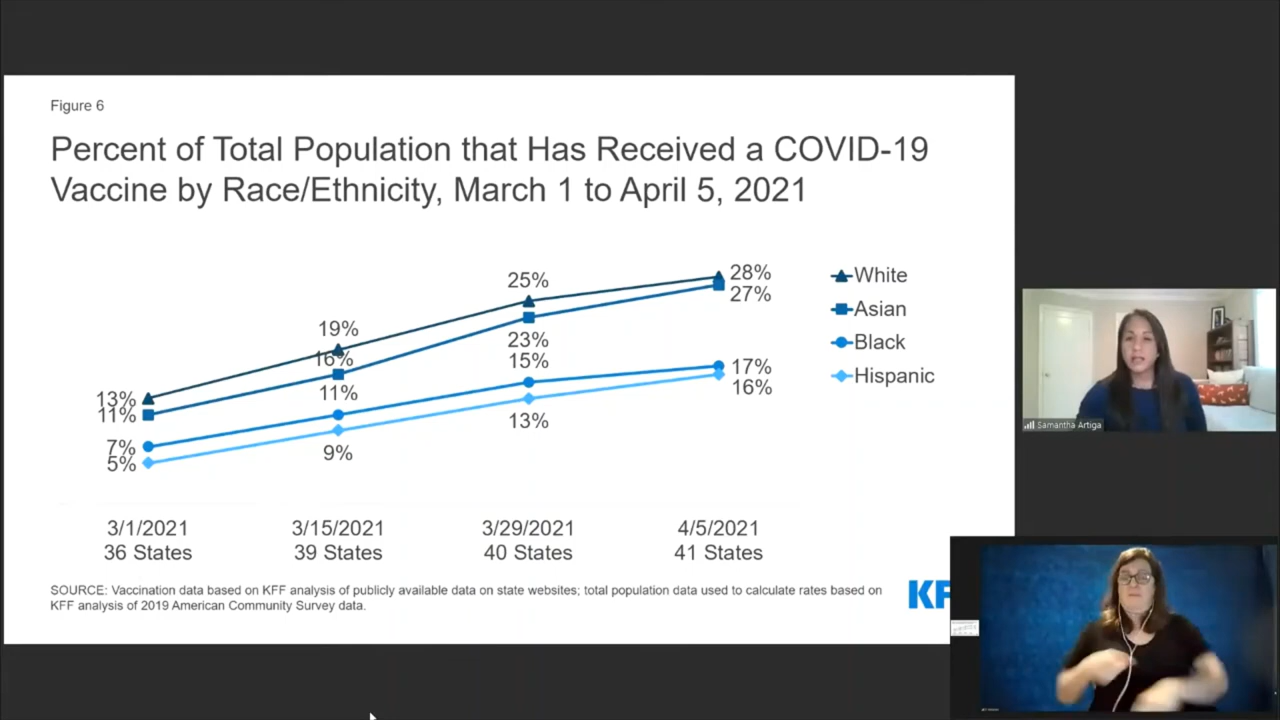 Figure 6
Percent of Total Population that Has Received a COVID-19
Vaccine by Race/Ethnicity, March 1 to April 5, 2021
13%
11%
7%
5%
19%
16%
11%
9%
25%
23%
15%
13%
28%
27%
17%
16%
White
Asian
Black
Hispanic
3/1/2021
36 States
3/15/2021
39 States
3/29/2021
40 States
4/5/2021
41 States
SOURCE: Vaccination data based on KFF analysis of publicly available data on state websites; total population data used to calculate rates based on
KFF analysis of 2019 American Community Survey data.
KF
Samantha Artiga